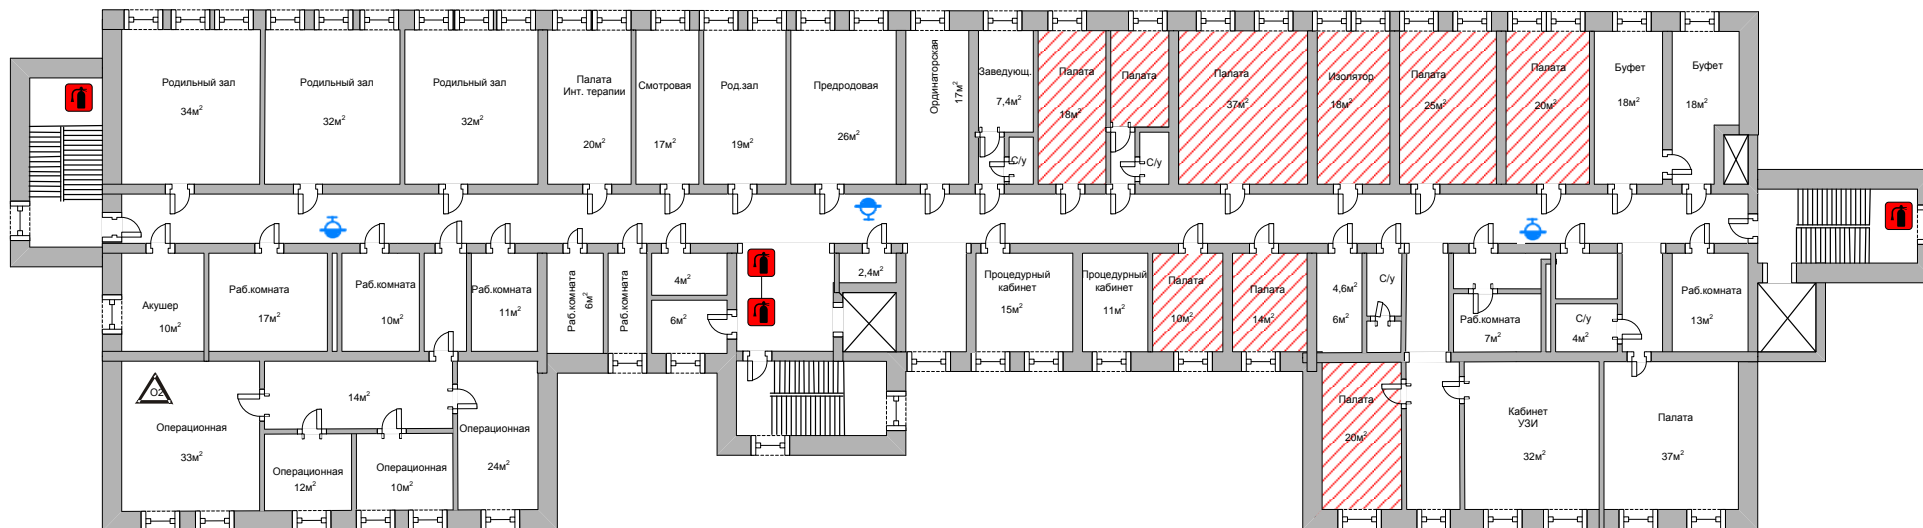 Родильный зал
34м²
Родильный зал
32м²
Родильный зал
32м²
Палата
Инт. терапии
20м²
Смотровая
17м²
Род.зал
19м²
Предродовая
26м²
Ординаторская
17м²
Заведующ.
7,4м²
С/у
Палата
18м²
Палата
С/у
Палата
37м²
Изолятор
18м²
Палата
25м²
Палата
20м²
Буфет
18м²
Буфет
18м²
Акушер
10м²
Раб.комната
17м²
Раб.комната
10м²
Раб.комната
11м²
Раб.комната
6м²
Раб.комната
4м²
6м²
2,4м²
Процедурный
кабинет
15м²
Процедурный
кабинет
11м²
Палата
10м²
Палата
14м²
4,6м²
6м²
С/у
Раб.комната
7м²
С/у
4м²
Раб.комната
13м²
О2
Операционная
33м²
14м²
Операционная
12м²
Операционная
10м²
Операционная
24м²
Палата
20м²
Кабинет
УЗИ
32м²
Палата
37м²